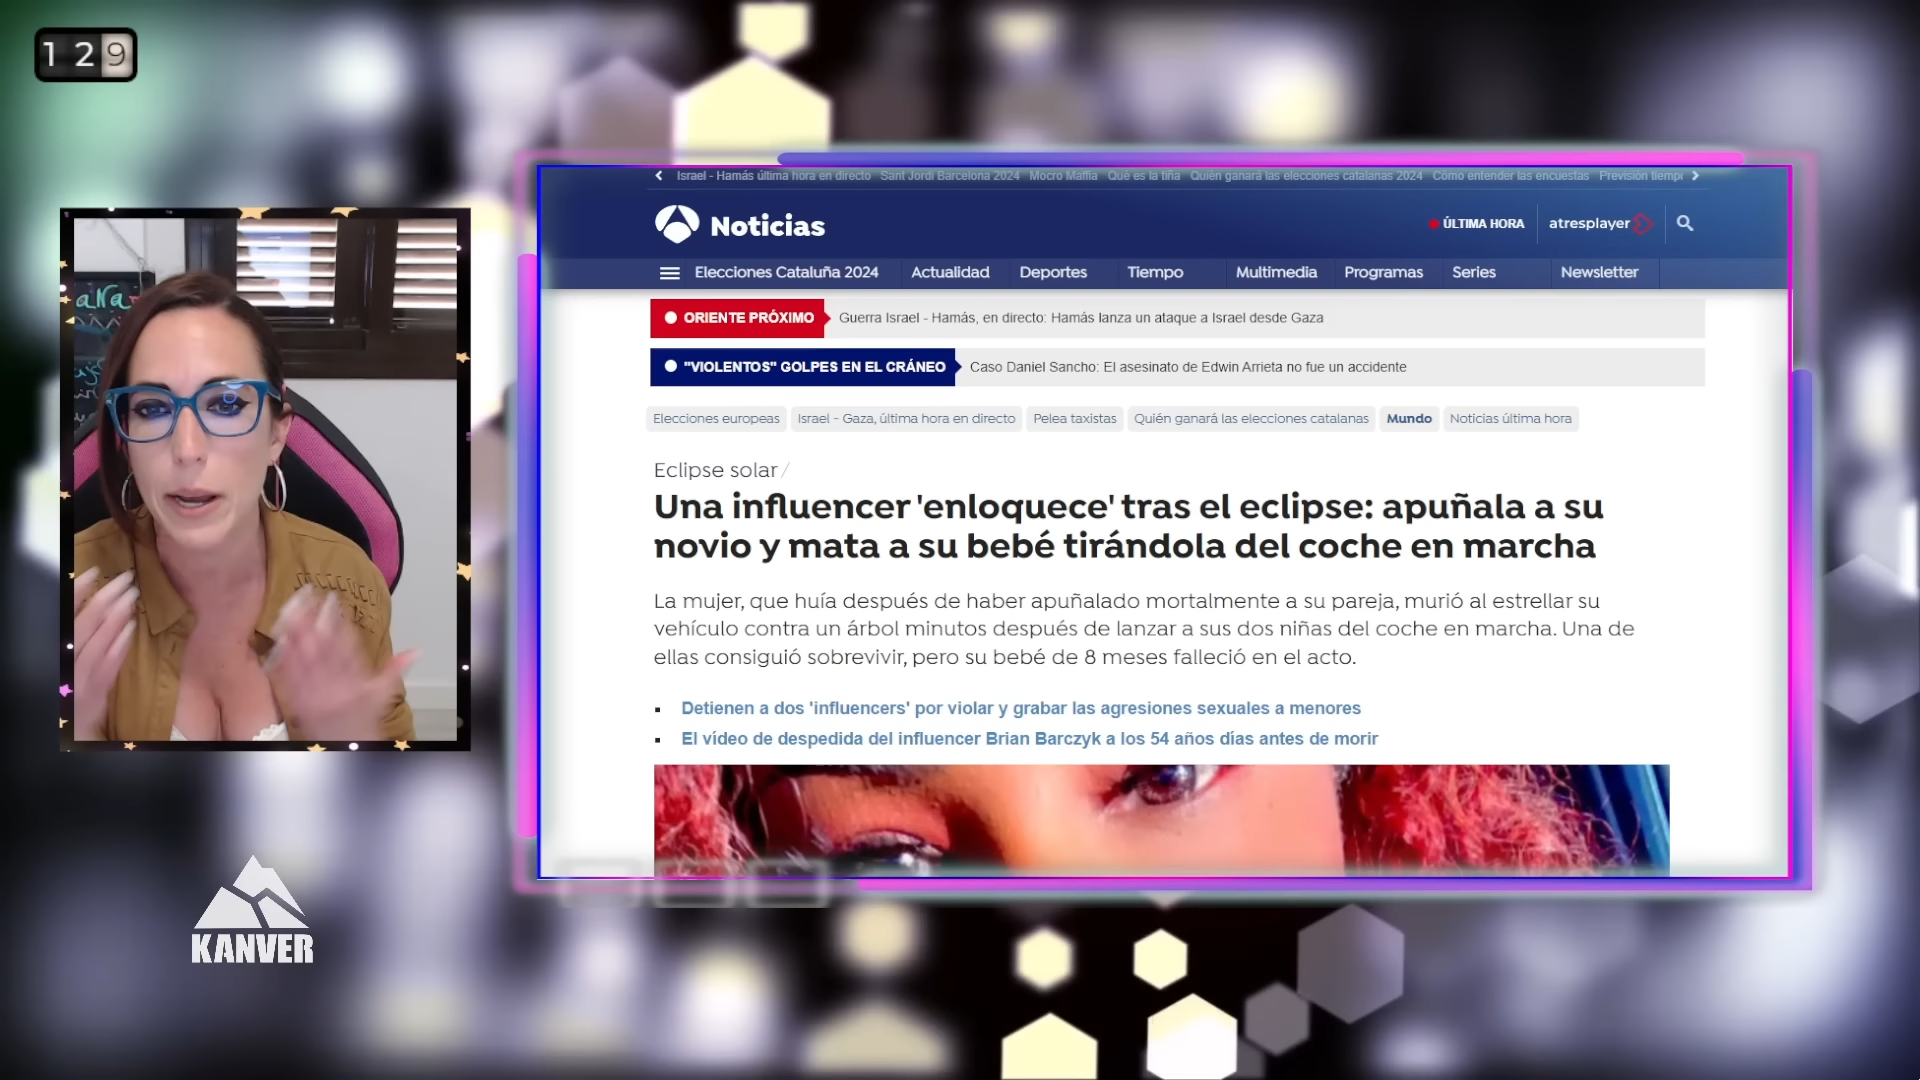 129
Israel - Hamás última hora en directo Sant Jordi Barcelona 2024 Mocro Maffia Qué es la tiña Quién ganará las elecciones catalanas 2024 Cómo entender las encuestas Previsión tiempo
Noticias
ÚLTIMA HORA atresplayer
Elecciones Cataluña 2024 Actualidad Deportes Tiempo Multimedia Programas Series Newsletter
ORIENTE PRÓXIMO Guerra Israel - Hamás, en directo: Hamás lanza un ataque a Israel desde Gaza
"VIOLENTOS" GOLPES EN EL CRÁNEO Caso Daniel Sancho: El asesinato de Edwin Arrieta no fue un accidente
Elecciones europeas Israel - Gaza, última hora en directo Pelea taxistas Quién ganará las elecciones catalanas Mundo Noticias última hora
Eclipse solar /
Una influencer 'enloquece' tras el eclipse: apuñala a su
novio y mata a su bebé tirándola del coche en marcha
La mujer, que huía después de haber apuñalado mortalmente a su pareja, murió al estrellar su
vehículo contra un árbol minutos después de lanzar a sus dos niñas del coche en marcha. Una de
ellas consiguió sobrevivir, pero su bebé de 8 meses falleció en el acto.
Detienen a dos 'influencers' por violar y grabar las agresiones sexuales a menores
El vídeo de despedida del influencer Brian Barczyk a los 54 años días antes de morir
KANVER